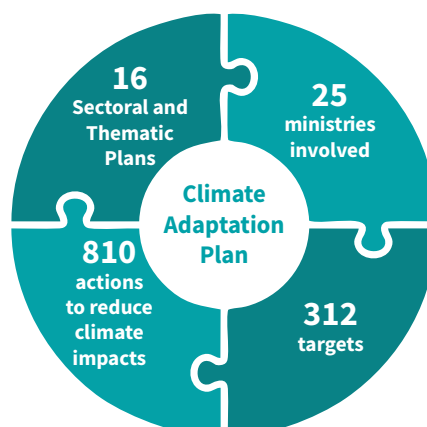 16
Sectoral and
Thematic
Plans
25
ministries
involved
Climate
Adaptation
Plan
810
actions
to reduce
climate
impacts
312
targets